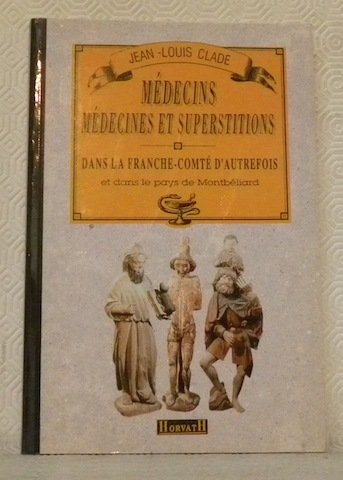 JEAN-LOUIS CLADE
MÉDECINS
MÉDECINES ET SUPERSTITIONS
DANS LA FRANCHE-COMTÉ D'AUTREFOIS
et dans le pays de Montbéliard
HORVATH